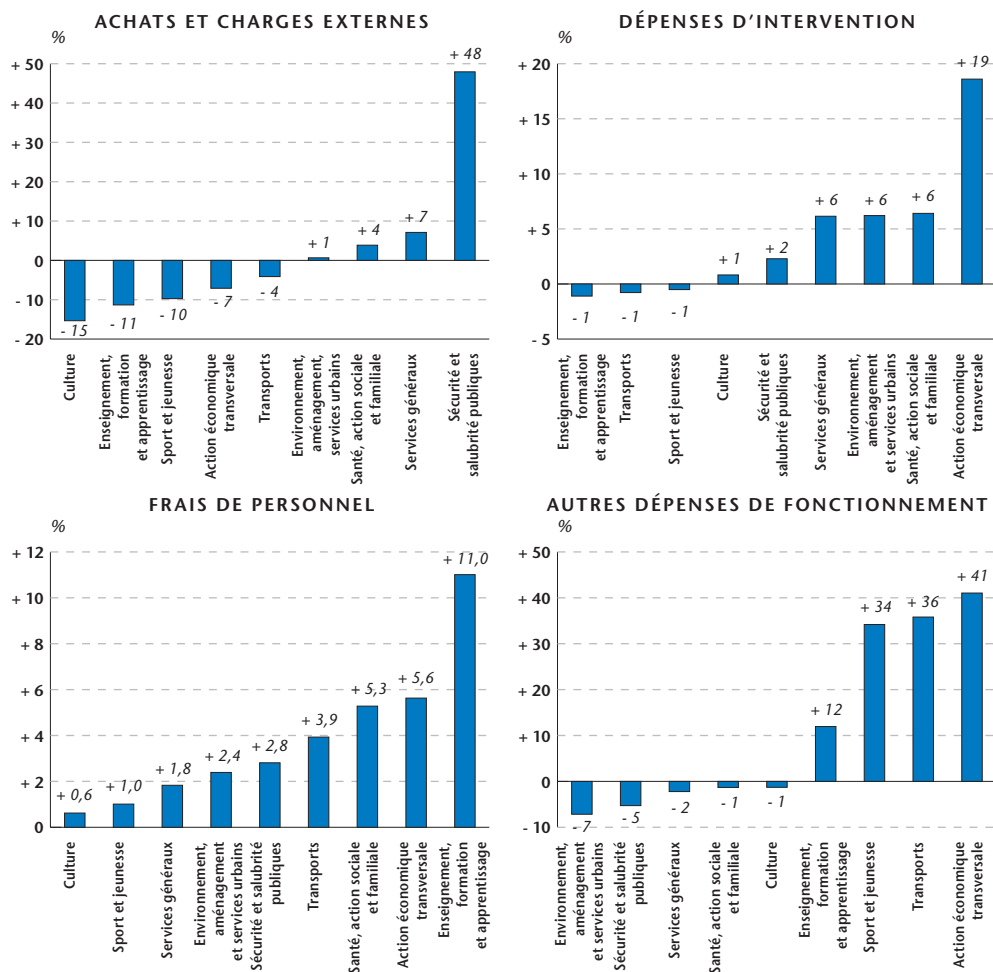 ACHATS ET CHARGES EXTERNES
%
+ 50
+ 40
+ 30
+ 20
+ 10
0
- 10
- 20
- 15
- 11
- 10
- 7
- 4
+ 1
+ 4
+ 7
+ 48
Culture
Enseignement,
formation
et apprentissage
Sport et jeunesse
Action économique
transversale
Transports
Environnement,
aménagement,
services urbains
Santé, action sociale
et familiale
Services généraux
Sécurité et
salubrité publiques
DÉPENSES D’INTERVENTION
%
+ 20
+ 15
+ 10
+ 5
0
- 5
- 1
- 1
- 1
+ 1
+ 2
+ 6
+ 6
+ 6
+ 19
Enseignement,
formation
et apprentissage
Transports
Sport et jeunesse
Culture
Sécurité et
salubrité publiques
Services généraux
Environnement,
aménagement
et services urbains
Santé, action sociale
et familiale
Action économique
transversale
FRAIS DE PERSONNEL
%
+ 12
+ 10
+ 8
+ 6
+ 4
+ 2
0
+ 0,6
+ 1,0
+ 1,8
+ 2,4
+ 2,8
+ 3,9
+ 5,3
+ 5,6
+ 11,0
Culture
Sport et jeunesse
Services généraux
Environnement,
aménagement
et services urbains
Sécurité et salubrité
publiques
Transports
Santé, action sociale
et familiale
Action économique
transversale
Enseignement,
formation
et apprentissage
AUTRES DÉPENSES DE FONCTIONNEMENT
%
+ 50
+ 40
+ 30
+ 20
+ 10
0
- 10
- 7
- 5
- 2
- 1
- 1
+ 12
+ 34
+ 36
+ 41
Environnement,
aménagement
et services urbains
Sécurité et salubrité
publiques
Services généraux
Santé, action sociale
et familiale
Culture
Enseignement,
formation
et apprentissage
Sport et jeunesse
Transports
Action économique
transversale